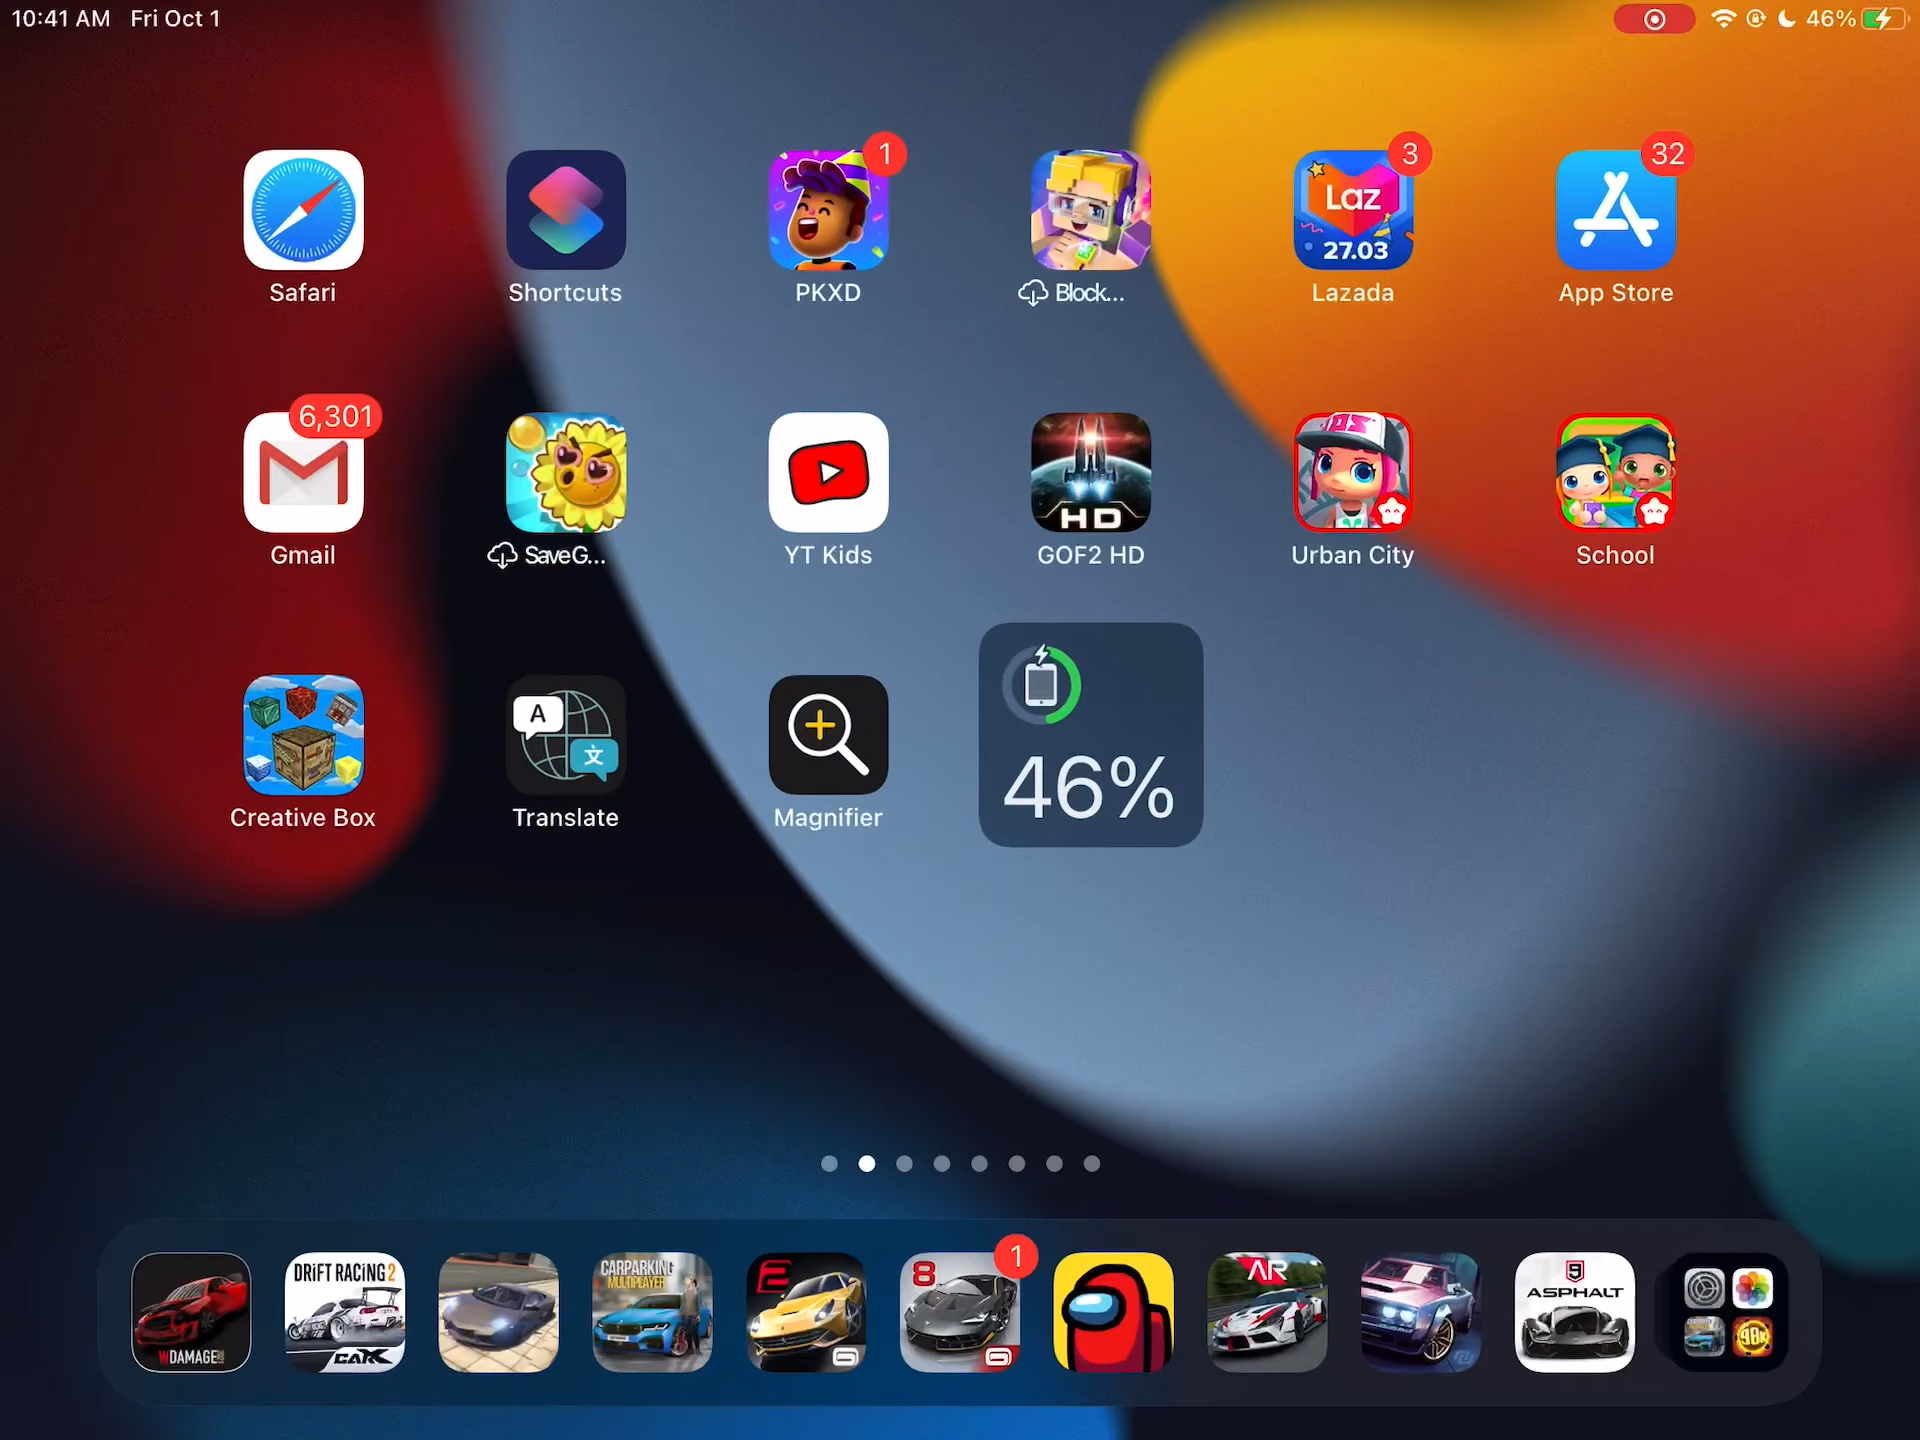 10:41 AM Fri Oct 1
46%
1
3
32
Laz
27.03
Safari
Shortcuts
PKXD
Block...
Lazada
App Store
6,301
HD
Gmail
SaveG...
YT Kids
GOF2 HD
Urban City
School
A
文
46%
Creative Box
Translate
Magnifier
1
WDAMAGE
DRIFT RACING 2
CARX
CARPARKING
MULTIPLAYER
2
8
AR
9
ASPHALT